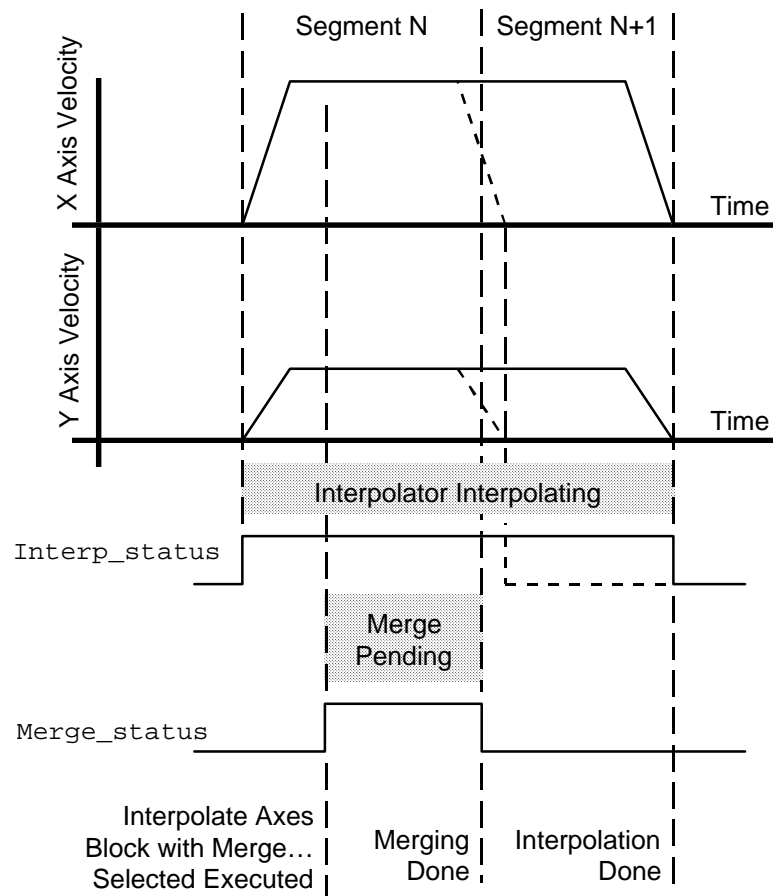 Segment N
Segment N+1
X Axis Velocity
Time
Y Axis Velocity
Time
Interpolator Interpolating
Interp_status
Merge
Pending
Merge_status
Interpolate Axes
Block with Merge…
Selected Executed
Merging
Done
Interpolation
Done